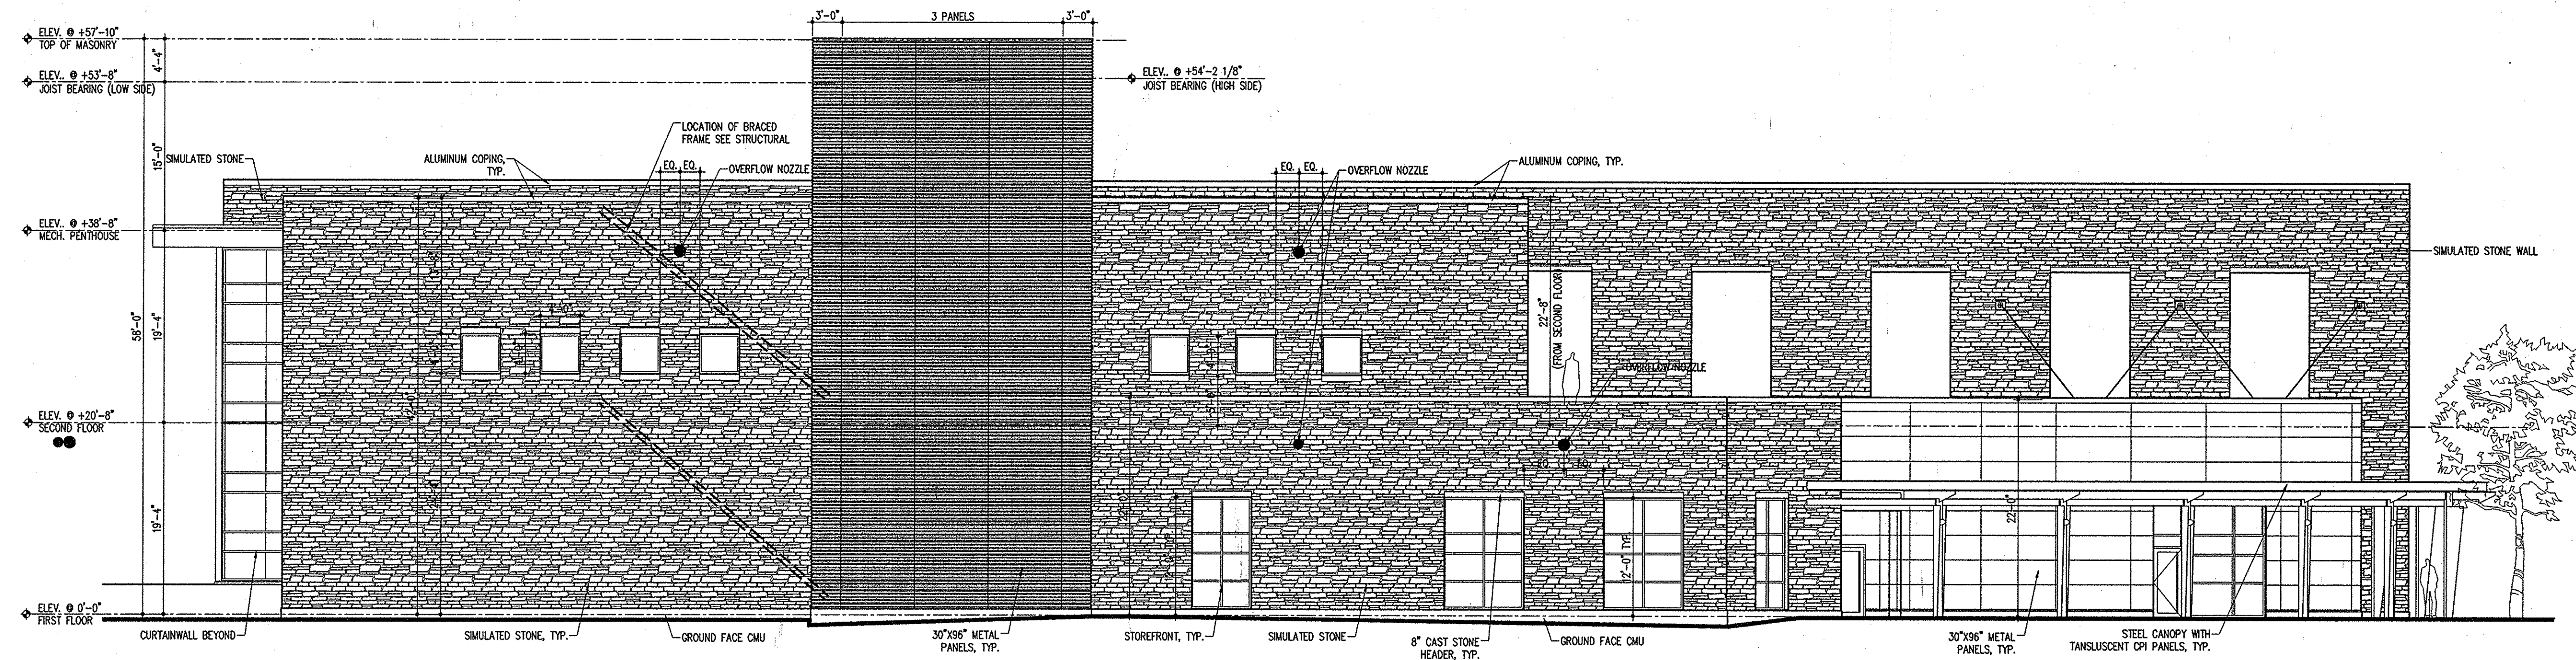 3'-0"
3 PANELS
3'-0"
ELEV. @ +57'-10"
TOP OF MASONRY
4'-4"
ELEV.. @ +53'-8"
JOIST BEARING (LOW SIDE)
ELEV.. @ +54'-2 1/8"
JOIST BEARING (HIGH SIDE)
LOCATION OF BRACED
FRAME SEE STRUCTURAL
15'-0"
SIMULATED STONE
ALUMINUM COPING,
TYP.
EQ.
EQ.
OVERFLOW NOZZLE
EQ.
EQ.
OVERFLOW NOZZLE
ALUMINUM COPING, TYP.
ELEV.. @ +38'-8"
MECH. PENTHOUSE
SIMULATED STONE WALL
58'-0"
19'-4"
22'-8"
(FROM SECOND FLOOR)
OVERFLOW NOZZLE
ELEV. @ +20'-8"
SECOND FLOOR
EQ.
EQ.
19'-4"
22'-0"
12'-0" TYP.
12'-0" TYP.
22'-0"
ELEV. @ 0'-0"
FIRST FLOOR
CURTAINWALL BEYOND
SIMULATED STONE, TYP.
GROUND FACE CMU
30"X96" METAL
PANELS, TYP.
STOREFRONT, TYP.
SIMULATED STONE
8" CAST STONE
HEADER, TYP.
GROUND FACE CMU
30"X96" METAL
PANELS, TYP.
STEEL CANOPY WITH
TANSLUSCENT CPI PANELS, TYP.